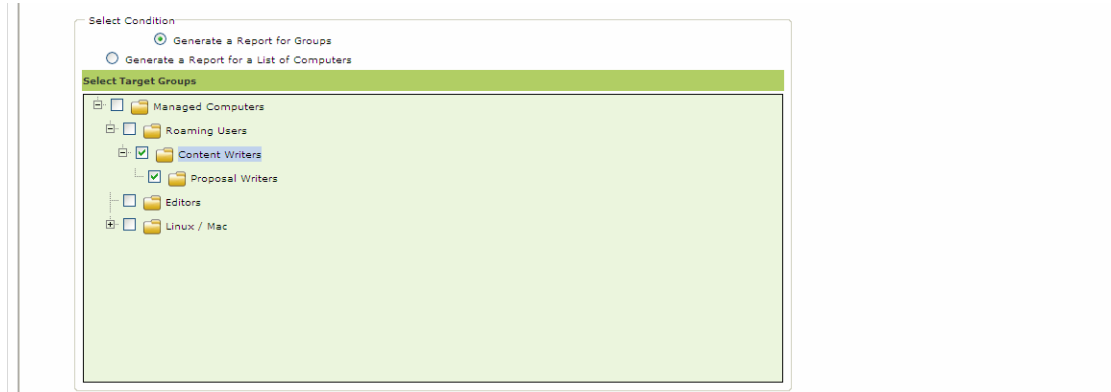 Select Condition
Generate a Report for Groups
Generate a Report for a List of Computers
Select Target Groups
Managed Computers
Roaming Users
Content Writers
Proposal Writers
Editors
Linux / Mac